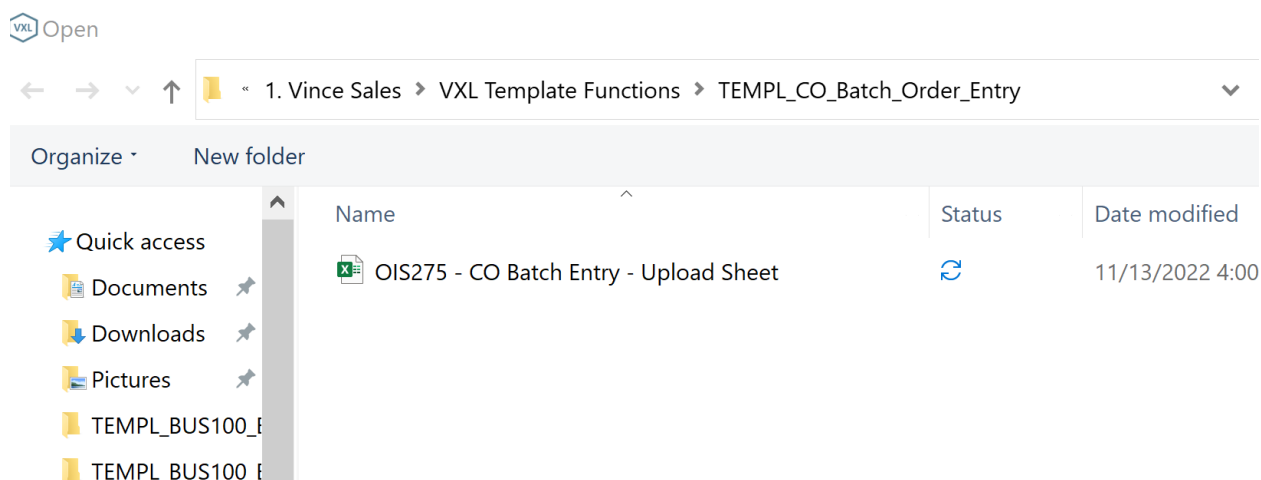 VXL Open
« 1. Vince Sales > VXL Template Functions > TEMPL_CO_Batch_Order_Entry
Organize New folder
Name Status Date modified
Quick access
Documents
Downloads
Pictures
TEMPL_BUS100_E
TEMPL_BUS100_E
OIS275 - CO Batch Entry - Upload Sheet 11/13/2022 4:00